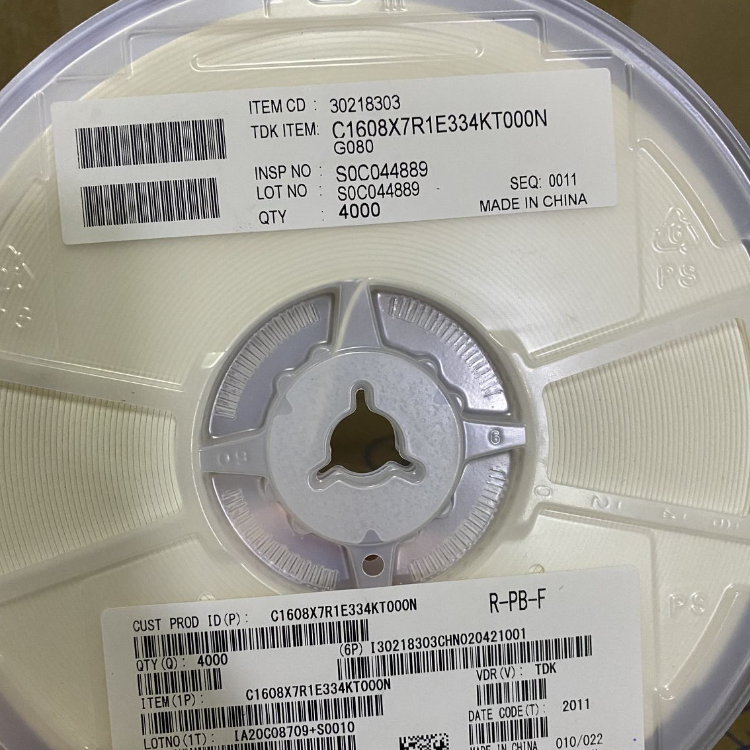 ITEM CD : 30218303
TDK ITEM: C1608X7R1E334KT000N
G080
INSP NO : S0C044889
LOT NO : S0C044889
SEQ: 0011
QTY : 4000
MADE IN CHINA
PS
6
PS
CUST PROD ID(P): C1608X7R1E334KT000N
R-PB-F
(6P) I30218303CHN020421001
QTY(Q): 4000
VDR(V): TDK
ITEM(1P): C1608X7R1E334KT000N
DATE CODE(T): 2011
LOTNO(1T): IA20C08709+S0010
MADE IN CHINA 010/022